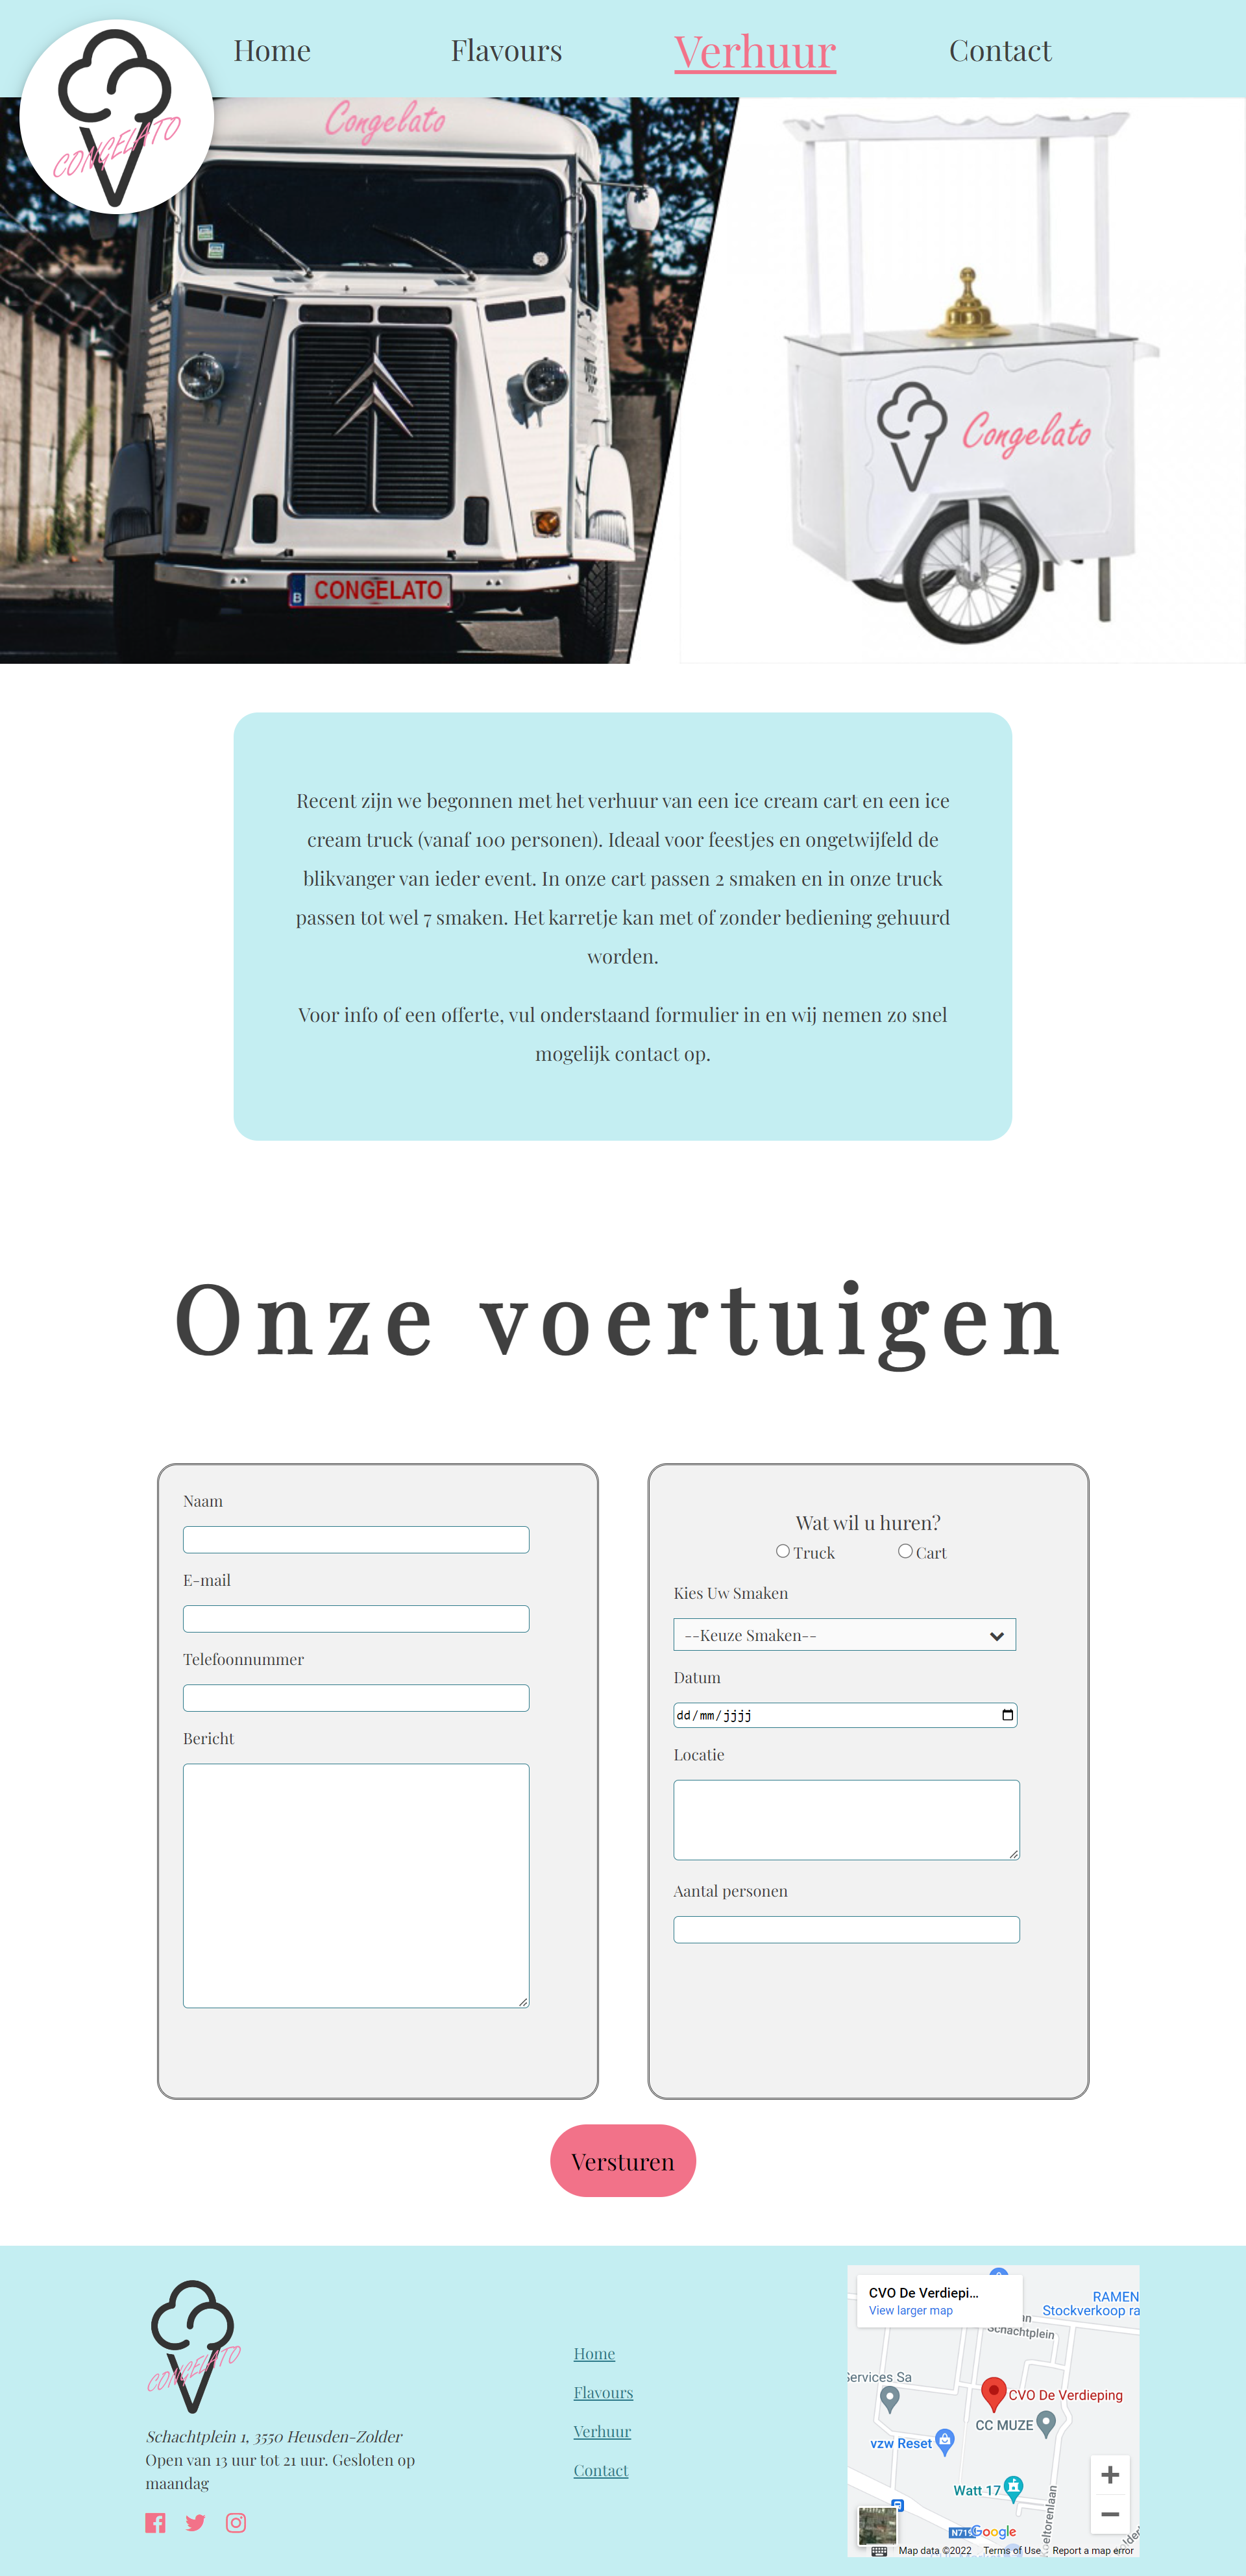 Home
Flavours
Verhuur
Contact
CONGELATO
Congelato
B CONGELATO
Congelato
Recent zijn we begonnen met het verhuur van een ice cream cart en een ice
cream truck (vanaf 100 personen). Ideaal voor feestjes en ongetwijfeld de
blikvanger van ieder event. In onze cart passen 2 smaken en in onze truck
passen tot wel 7 smaken. Het karretje kan met of zonder bediening gehuurd
worden.
Voor info of een offerte, vul onderstaand formulier in en wij nemen zo snel
mogelijk contact op.
Onze voertuigen
Naam
E-mail
Telefoonnummer
Bericht
Wat wil u huren?
Truck
Cart
Kies Uw Smaken
--Keuze Smaken--
Datum
dd/mm/jjjj
Locatie
Aantal personen
Versturen
CONGELATO
Schachtplein 1, 3550 Heusden-Zolder
Open van 13 uur tot 21 uur. Gesloten op
maandag
Home
Flavours
Verhuur
Contact
CVO De Verdiepi...
View larger map
RAMEN
Stockverkoop ra
Schachtplein
Services Sa
CVO De Verdieping
CC MUZE
vzw Reset
Watt 17
Google
Map data ©2022
Terms of Use
Report a map error